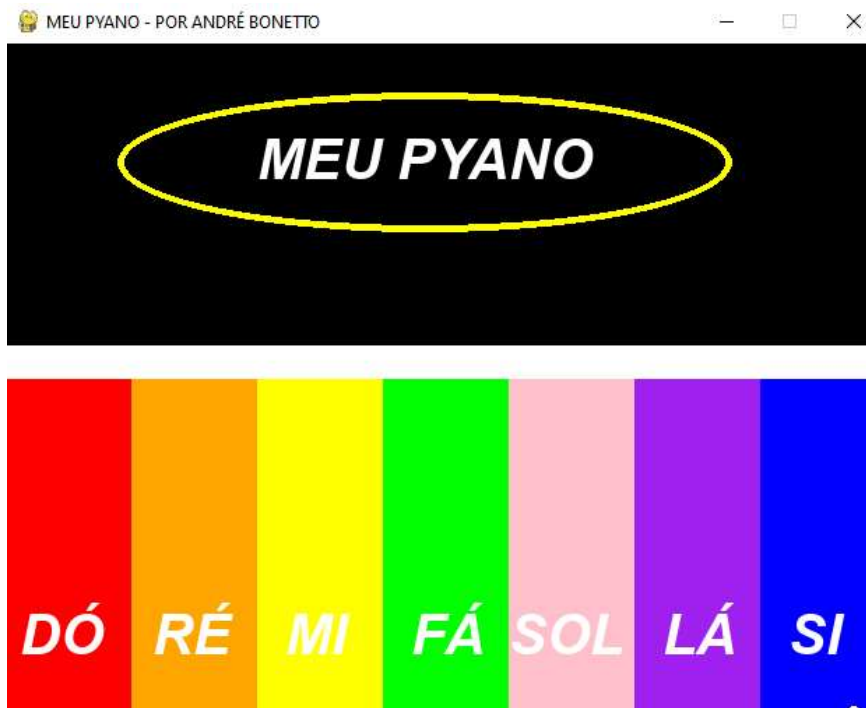 MEU PYANO - POR ANDRÉ BONETTO
MEU PYANO
DÓ RÉ MI FÁ SOL LÁ SI